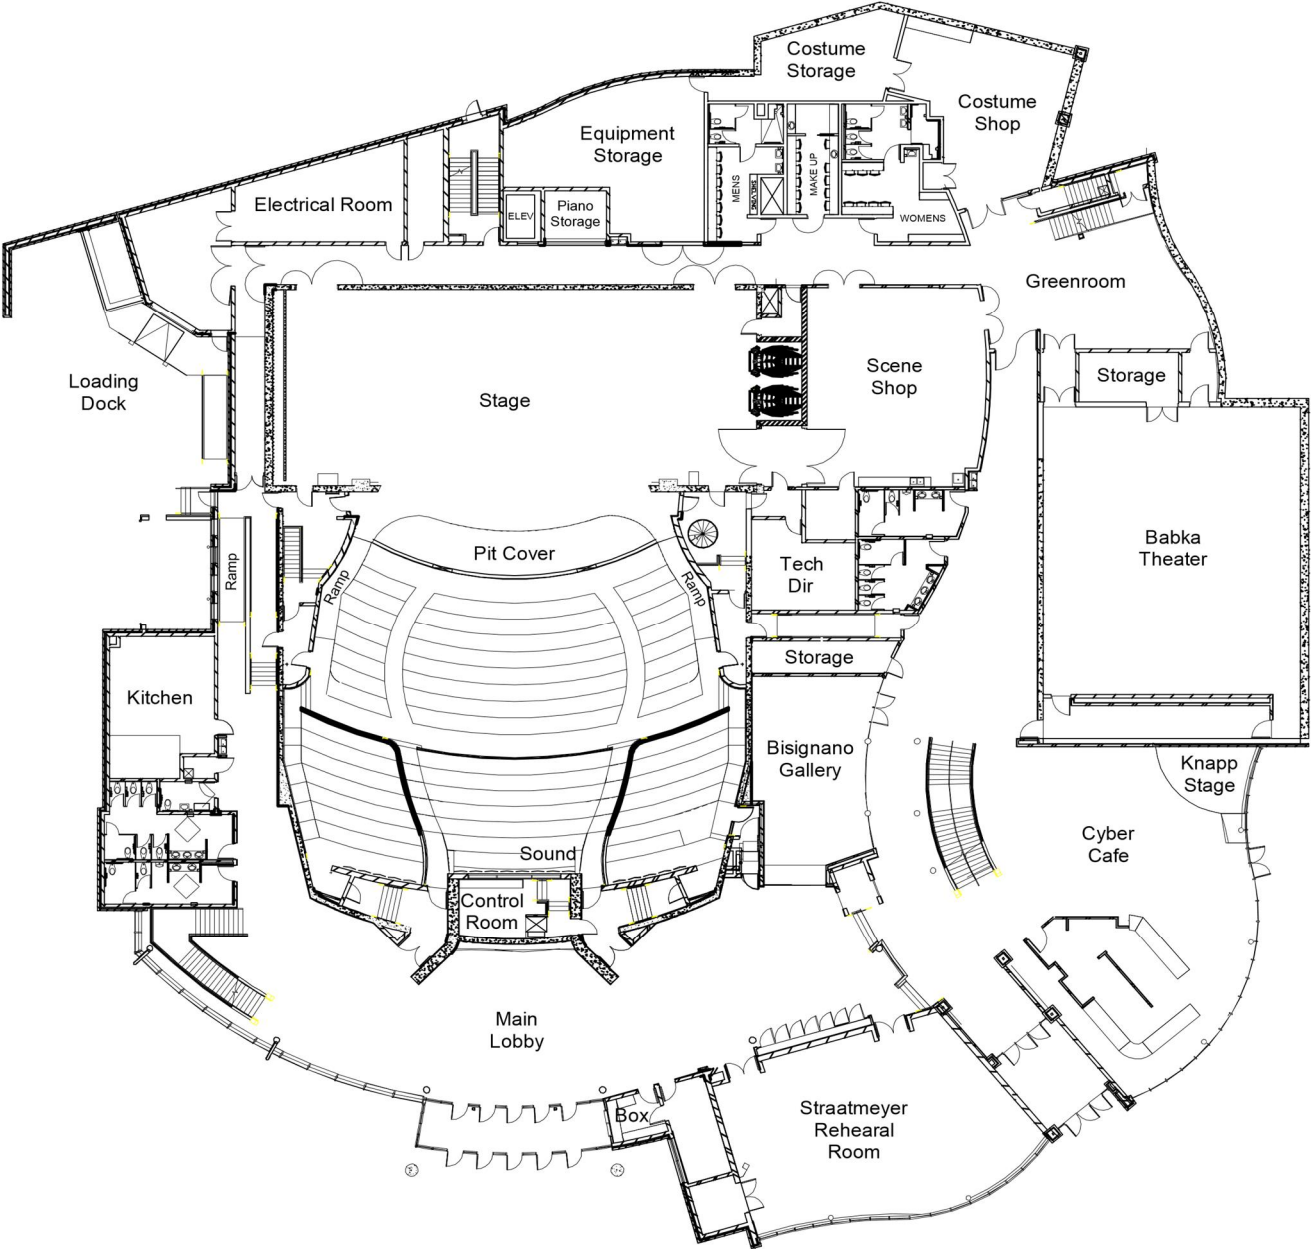 Costume
Storage
Costume
Shop
Equipment
Storage
MENS
SHELVING
MAKE UP
WOMENS
Electrical Room
ELEV
Piano
Storage
Greenroom
Loading
Dock
Stage
Scene
Shop
Storage
Ramp
Pit Cover
Ramp
Ramp
Tech
Dir
Babka
Theater
Storage
Kitchen
Bisignano
Gallery
Knapp
Stage
Cyber
Cafe
Sound
Control
Room
Main
Lobby
Box
Straatmeyer
Rehearal
Room